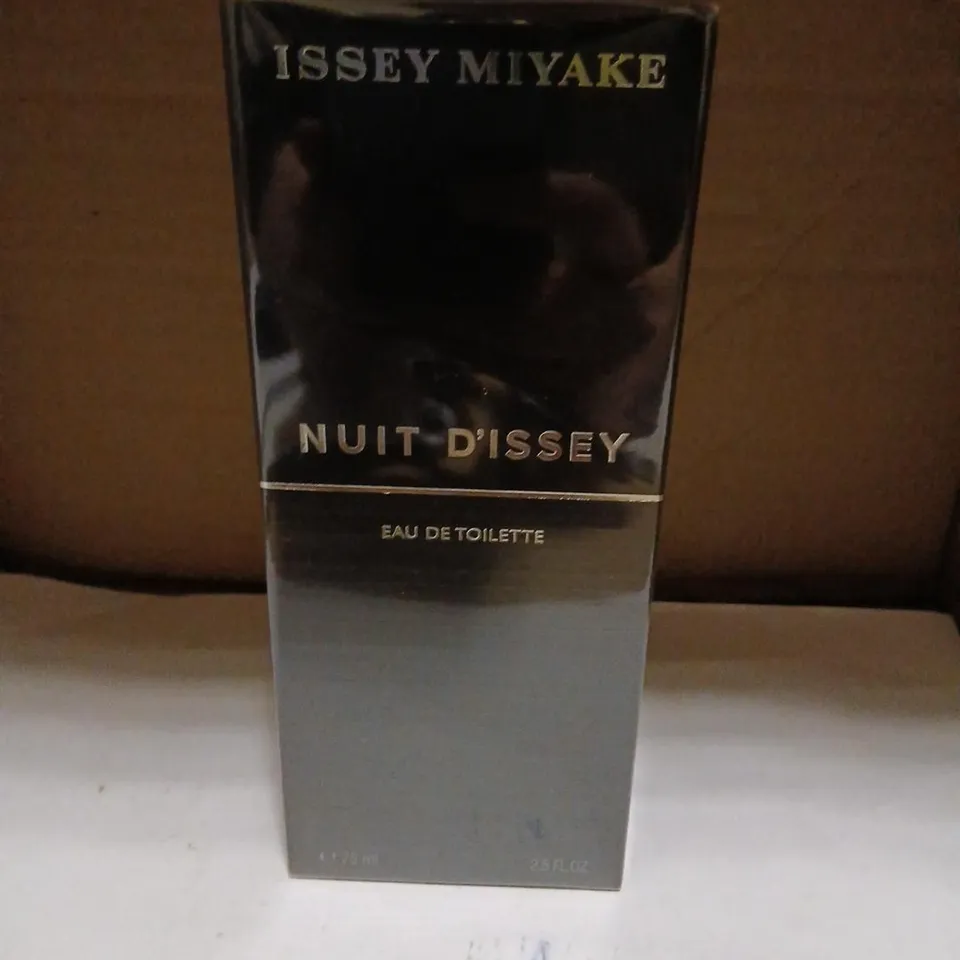 ISSEY MIYAKE
NUIT D'ISSEY
EAU DE TOILETTE
75 ml 2.5 FL.OZ